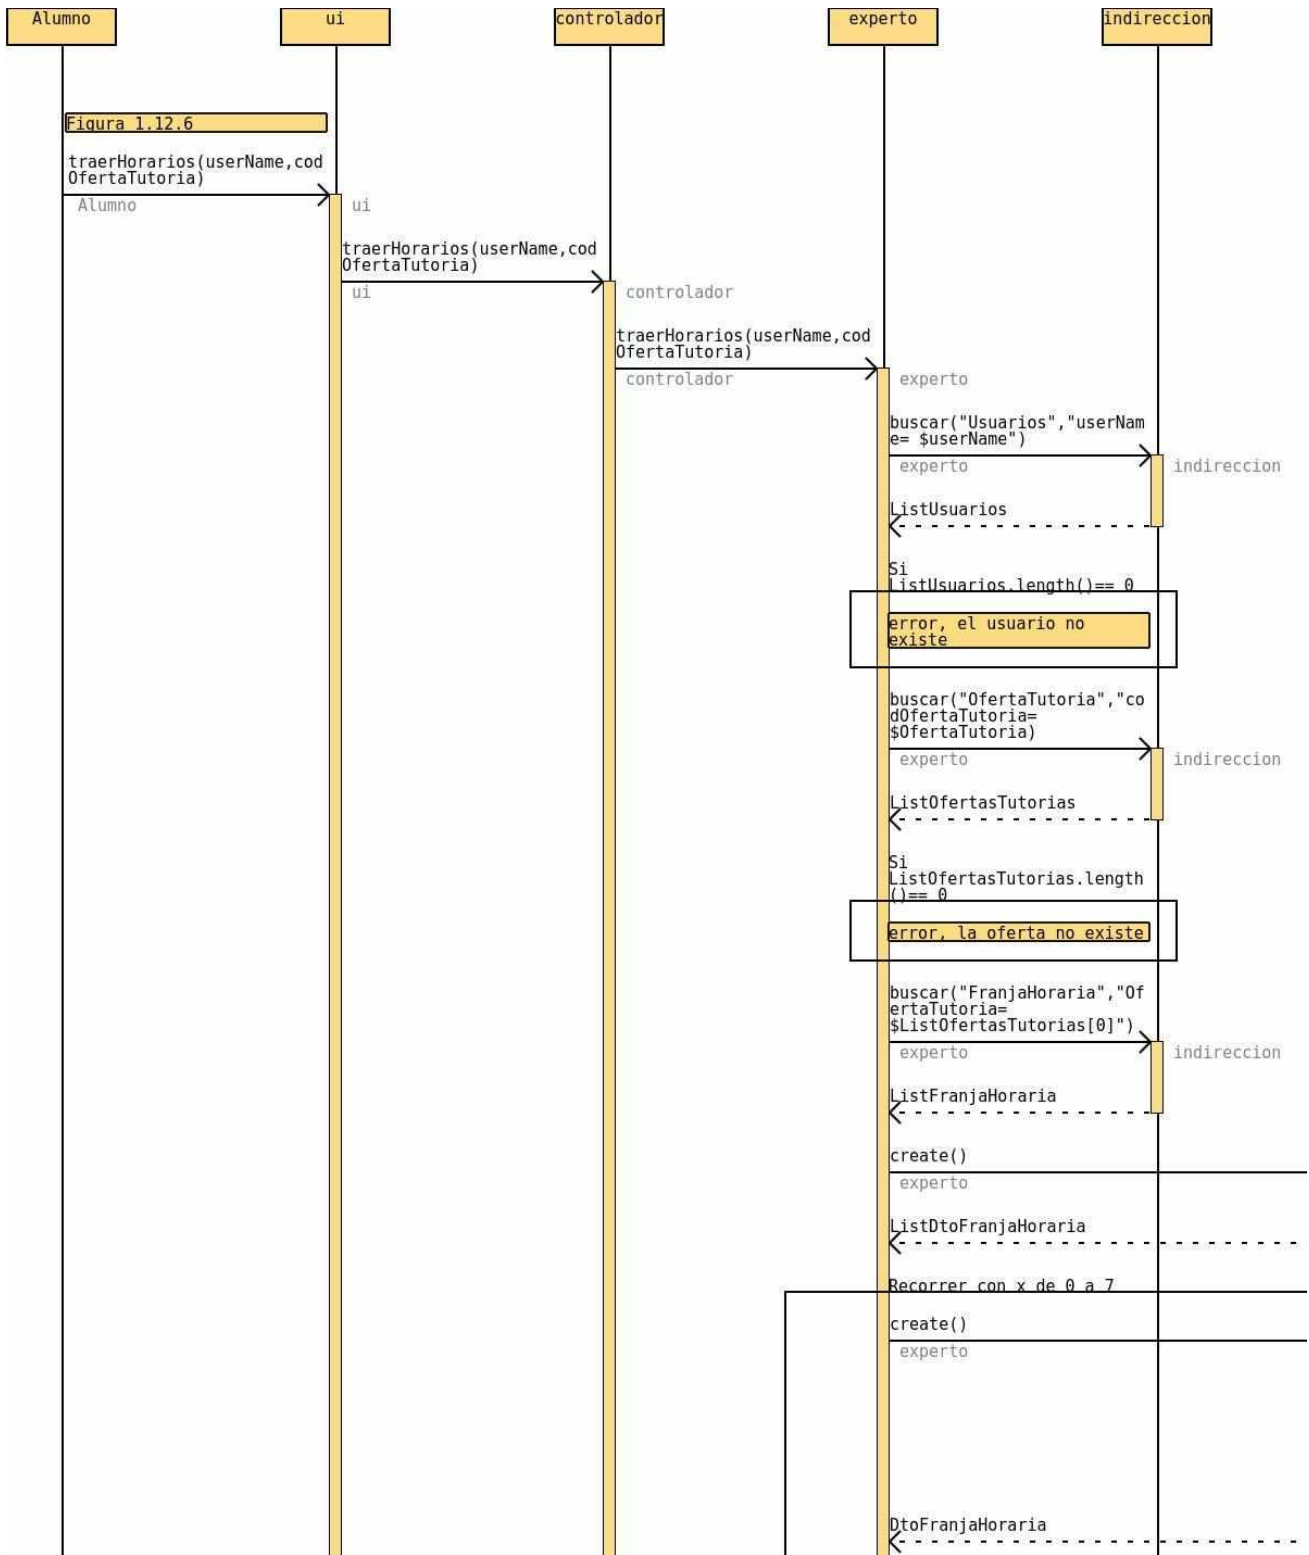 Alumno
ui
controlador
experto
indireccion
Figura 1.12.6
traerHorarios(userName,cod
OfertaTutoria)
Alumno
ui
traerHorarios(userName,cod
OfertaTutoria)
ui
controlador
traerHorarios(userName,cod
OfertaTutoria)
controlador
experto
buscar("Usuarios","userNam
e= $userName")
experto
indireccion
ListUsuarios
Si
ListUsuarios.length()== 0
error, el usuario no
existe
buscar("OfertaTutoria","co
dOfertaTutoria=
$OfertaTutoria)
experto
indireccion
ListOfertasTutorias
Si
ListOfertasTutorias.length
()== 0
error, la oferta no existe
buscar("FranjaHoraria","Of
ertaTutoria=
$ListOfertasTutorias[0]")
experto
indireccion
ListFranjaHoraria
create()
experto
ListDtoFranjaHoraria
Recorrer con x de 0 a 7
create()
experto
DtoFranjaHoraria